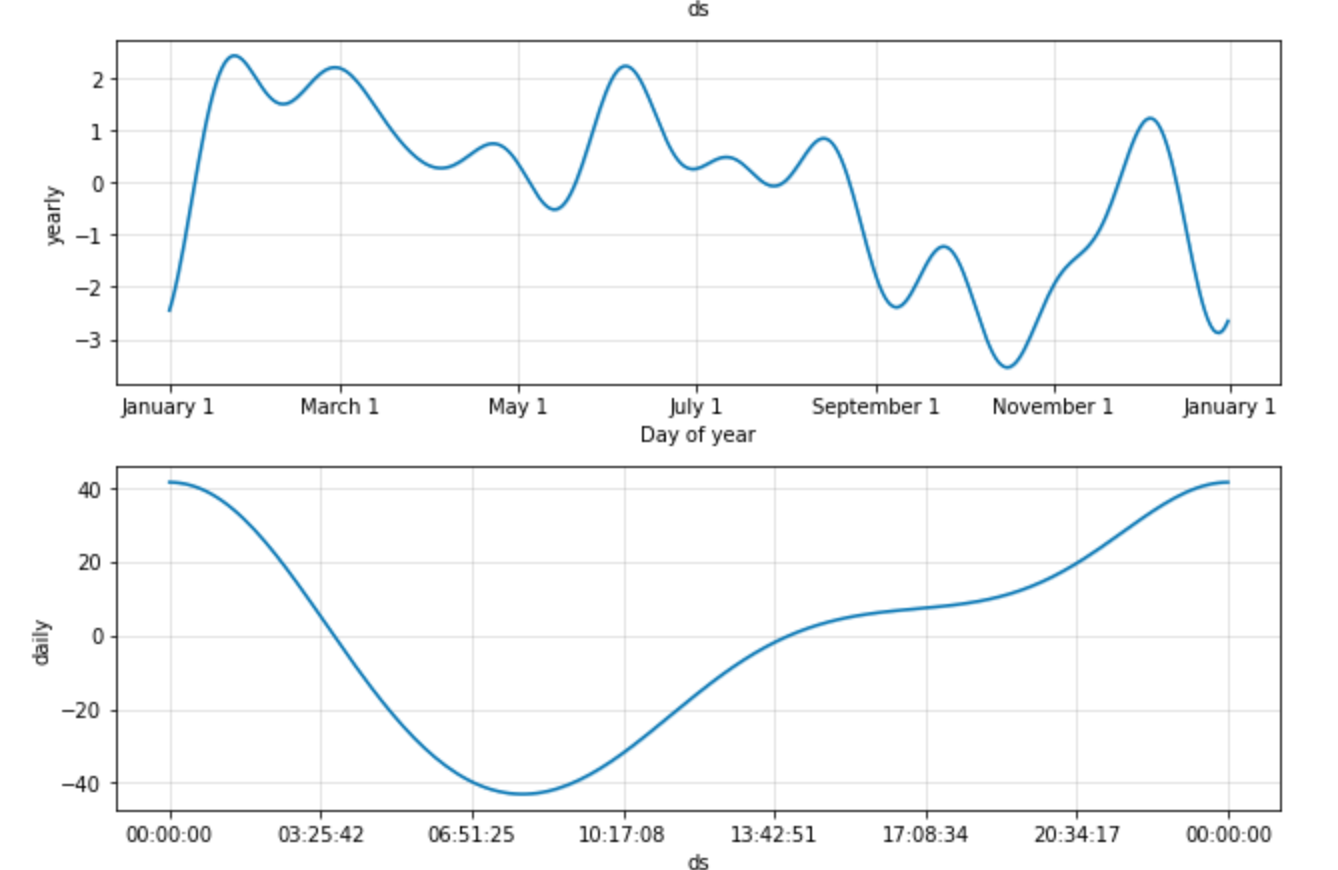 ds
2
1
0
−1
−2
−3
yearly
January 1 March 1 May 1 July 1 September 1 November 1 January 1
Day of year
40
20
0
−20
−40
daily
00:00:00 03:25:42 06:51:25 10:17:08 13:42:51 17:08:34 20:34:17 00:00:00
ds